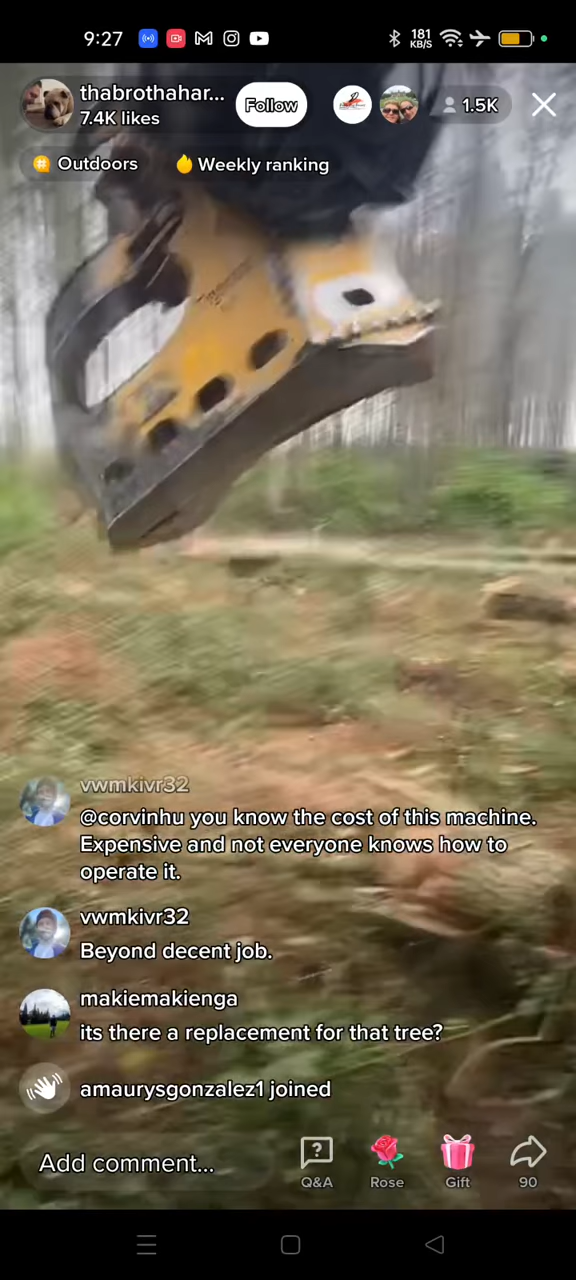 9:27
181
KB/S
thabrothahar...
7.4K likes
Follow
1.5K
Outdoors
Weekly ranking
vwmkivr32
@corvinhu you know the cost of this machine.
Expensive and not everyone knows how to
operate it.
vwmkivr32
Beyond decent job.
makiemakienga
its there a replacement for that tree?
amaurysgonzalez1 joined
Add comment...
Q&A
Rose
Gift
90